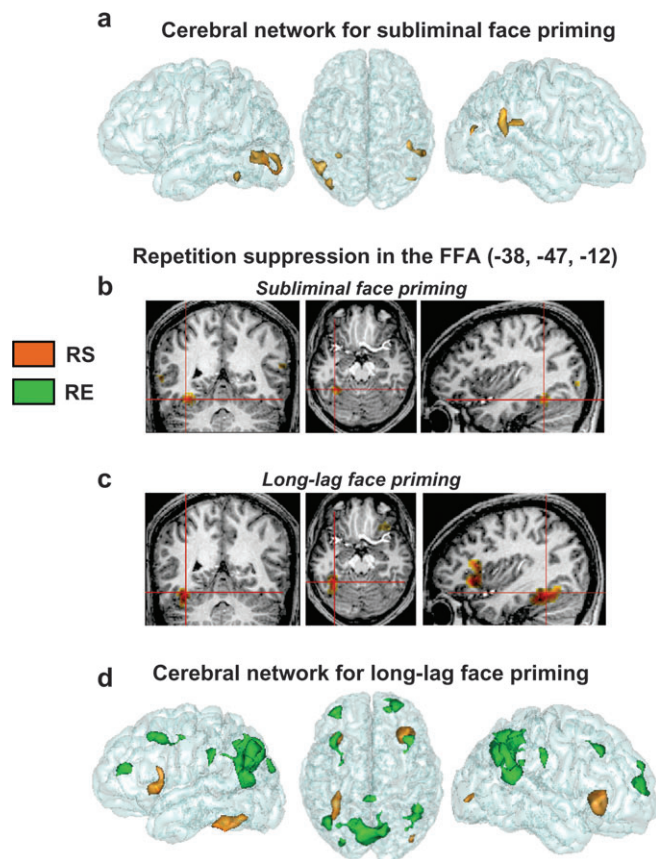 a
Cerebral network for subliminal face priming
Repetition suppression in the FFA (-38, -47, -12)
b
Subliminal face priming
RS
RE
c
Long-lag face priming
d
Cerebral network for long-lag face priming